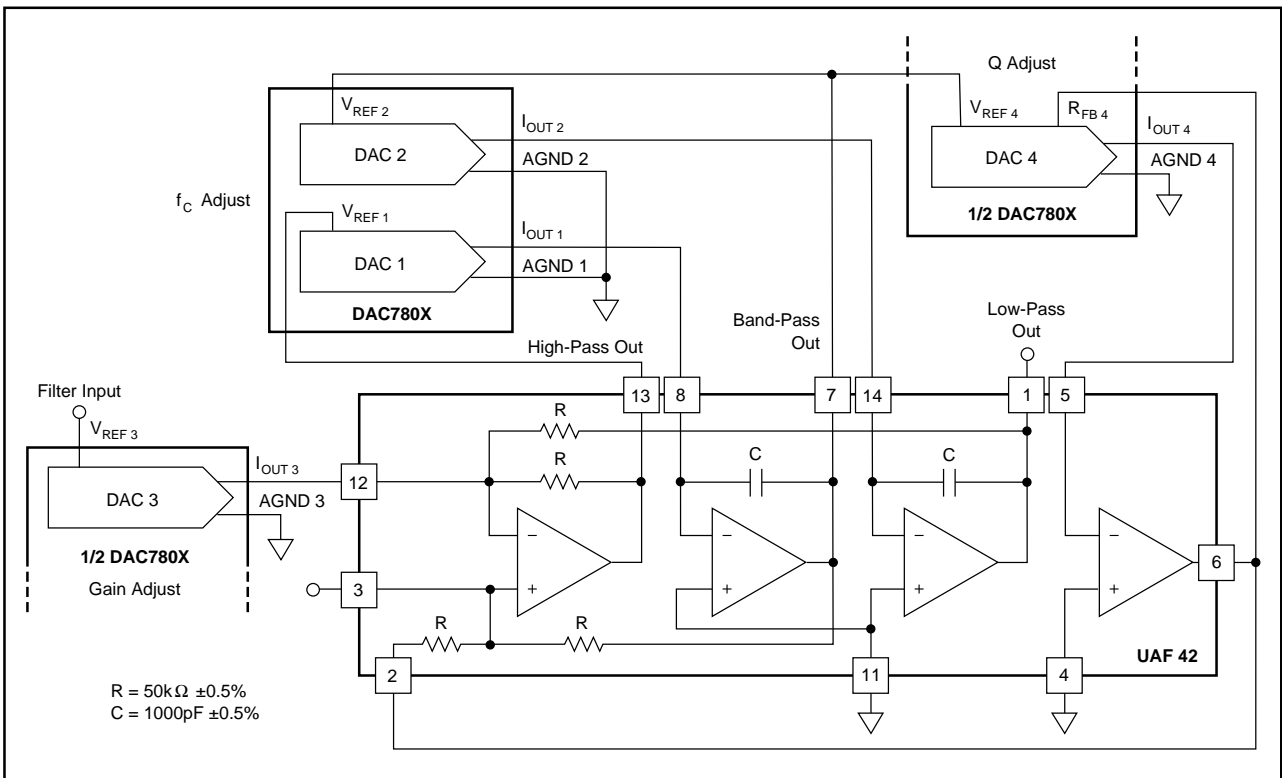 Q Adjust
V_REF 2
V_REF 4
R_FB 4
I_OUT 2
I_OUT 4
DAC 2
AGND 2
DAC 4
AGND 4
f_C Adjust
V_REF 1
1/2 DAC780X
I_OUT 1
DAC 1
AGND 1
DAC780X
Band-Pass
Out
Low-Pass
Out
High-Pass Out
Filter Input
13
8
7
14
1
5
V_REF 3
R
I_OUT 3
12
R
C
C
DAC 3
AGND 3
–
–
–
–
1/2 DAC780X
6
Gain Adjust
3
+
+
+
+
R
R
UAF 42
2
11
4
R = 50kΩ ±0.5%
C = 1000pF ±0.5%